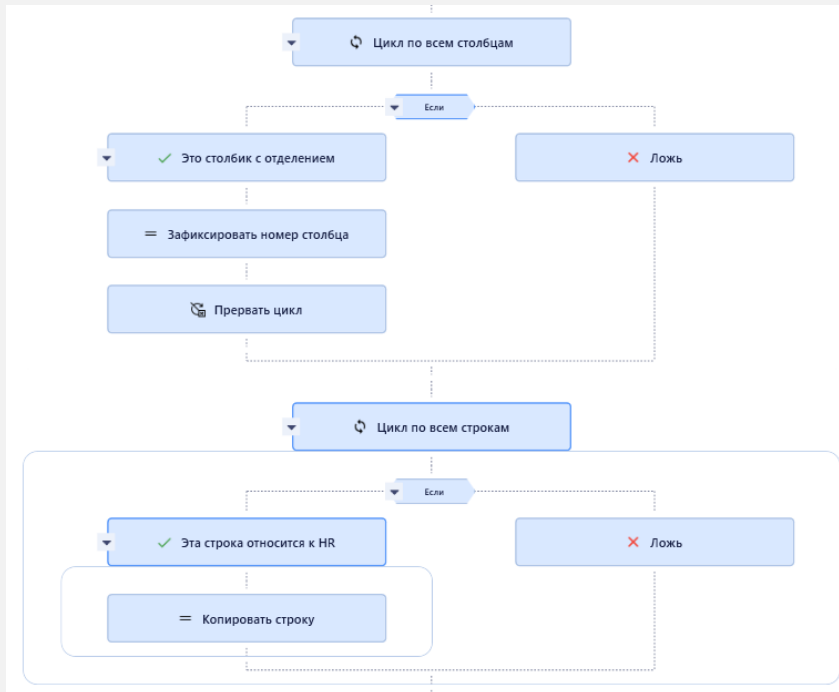 Цикл по всем столбцам
Если
Это столбик с отделением
Ложь
Зафиксировать номер столбца
Прервать цикл
Цикл по всем строкам
Если
Эта строка относится к HR
Ложь
Копировать строку